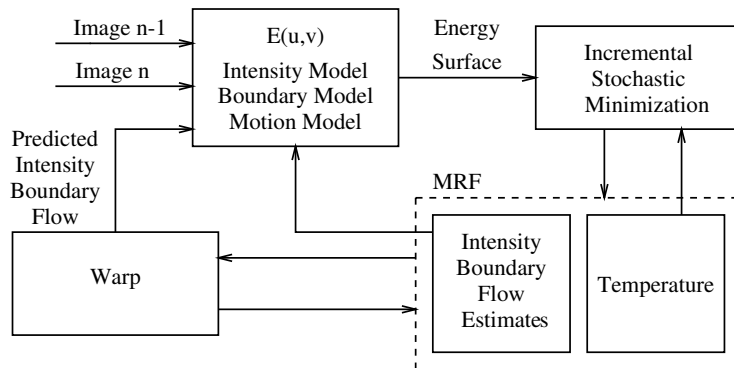 Image n-1
Image n
E(u,v)
Intensity Model
Boundary Model
Motion Model
Energy
Surface
Incremental
Stochastic
Minimization
Predicted
Intensity
Boundary
Flow
MRF
Warp
Intensity
Boundary
Flow
Estimates
Temperature